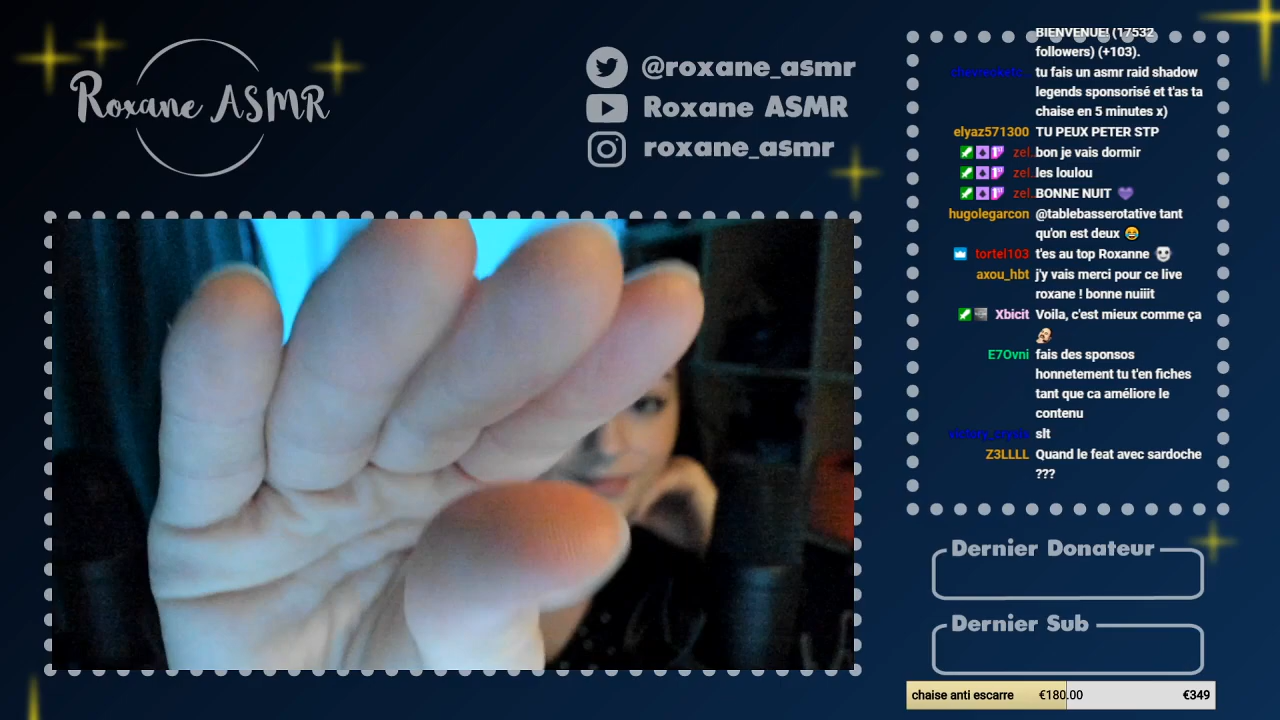 Roxane ASMR
@roxane_asmr
Roxane ASMR
roxane_asmr
BIENVENUE! (17532
followers) (+103).
tu fais un asmr raid shadow
legends sponsorisé et t'as ta
chaise en 5 minutes x)
elyaz571300 TU PEUX PETER STP
zel... bon je vais dormir
zel... les loulou
zel... BONNE NUIT
hugolegarcon @tablebasserotative tant
qu'on est deux
tortel103 t'es au top Roxanne
axou_hbt j'y vais merci pour ce live
roxane ! bonne nuiiit
Xbicit Voila, c'est mieux comme ça
E7Ovni fais des sponsos
honnetement tu t'en fiches
tant que ca améliore le
contenu
slt
Z3LLLL Quand le feat avec sardoche
???
Dernier Donateur
Dernier Sub
chaise anti escarre €180.00 €349